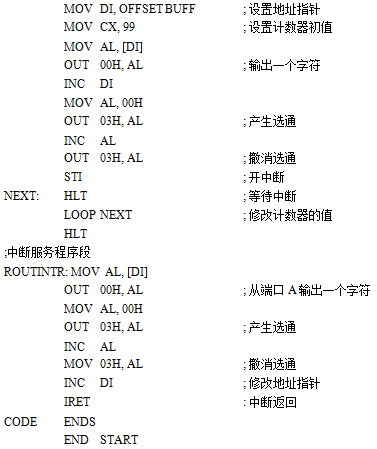 MOV DI, OFFSET BUFF ; 设置地址指针
MOV CX, 99 ; 设置计数器初值
MOV AL, [DI]
OUT 00H, AL ; 输出一个字符
INC DI
MOV AL, 00H
OUT 03H, AL ; 产生选通
INC AL
OUT 03H, AL ; 撤消选通
STI ; 开中断
NEXT: HLT ; 等待中断
LOOP NEXT ; 修改计数器的值
HLT
;中断服务程序段
ROUTINTR: MOV AL, [DI]
OUT 00H, AL ; 从端口 A 输出一个字符
MOV AL, 00H
OUT 03H, AL ; 产生选通
INC AL
MOV 03H, AL ; 撤消选通
INC DI ; 修改地址指针
IRET : 中断返回
CODE ENDS
END START